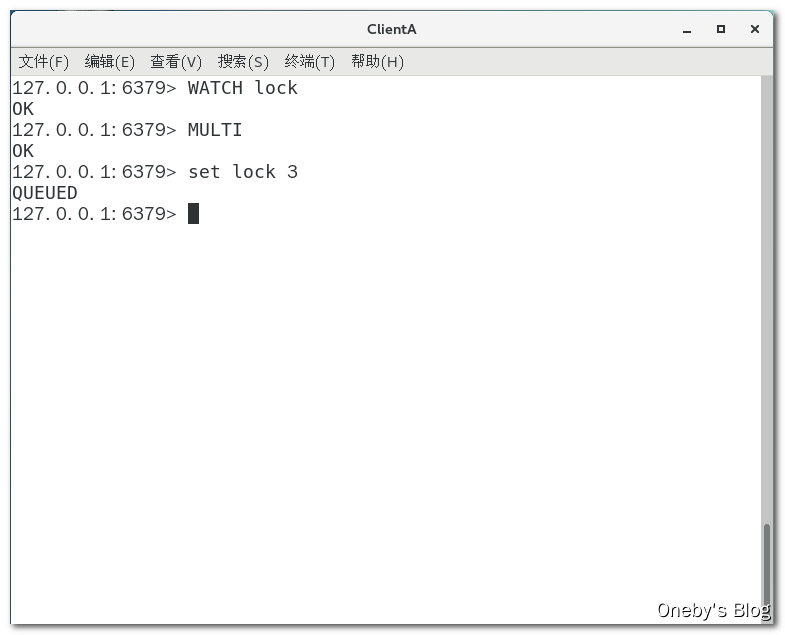 ClientA
文件(F) 编辑(E) 查看(V) 搜索(S) 终端(T) 帮助(H)
127.0.0.1:6379> WATCH lock
OK
127.0.0.1:6379> MULTI
OK
127.0.0.1:6379> set lock 3
QUEUED
127.0.0.1:6379>
Oneby's Blog